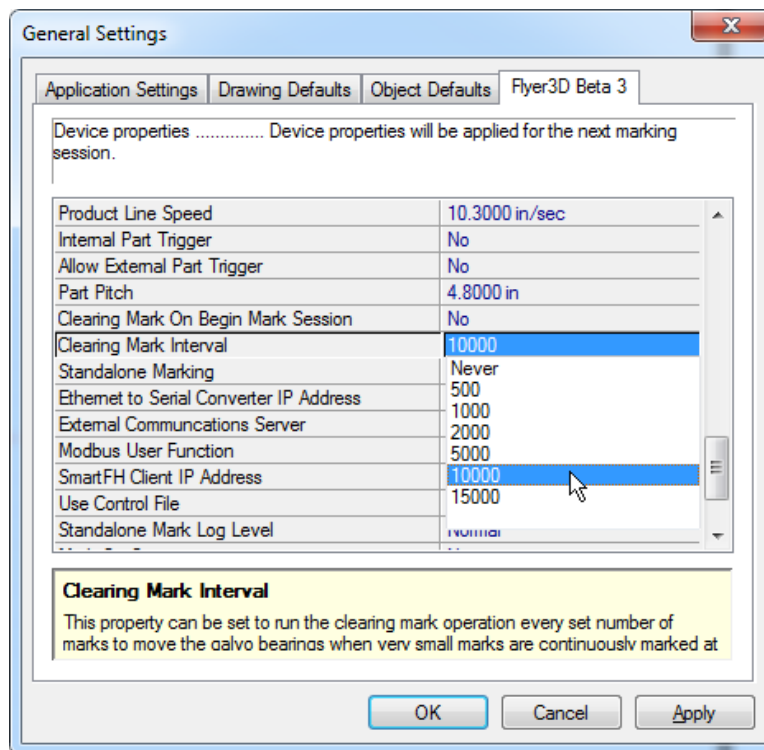 General Settings
Application Settings Drawing Defaults Object Defaults Flyer3D Beta 3
Device properties .............. Device properties will be applied for the next marking
session.
Product Line Speed 10.3000 in/sec
Internal Part Trigger No
Allow External Part Trigger No
Part Pitch 4.8000 in
Clearing Mark On Begin Mark Session No
Clearing Mark Interval 10000
Standalone Marking Never
500
Ethernet to Serial Converter IP Address 1000
External Communcations Server 2000
Modbus User Function 5000
SmartFH Client IP Address 10000
Use Control File 15000
Standalone Mark Log Level Normal
Clearing Mark Interval
This property can be set to run the clearing mark operation every set number of
marks to move the galvo bearings when very small marks are continuously marked at
OK Cancel Apply